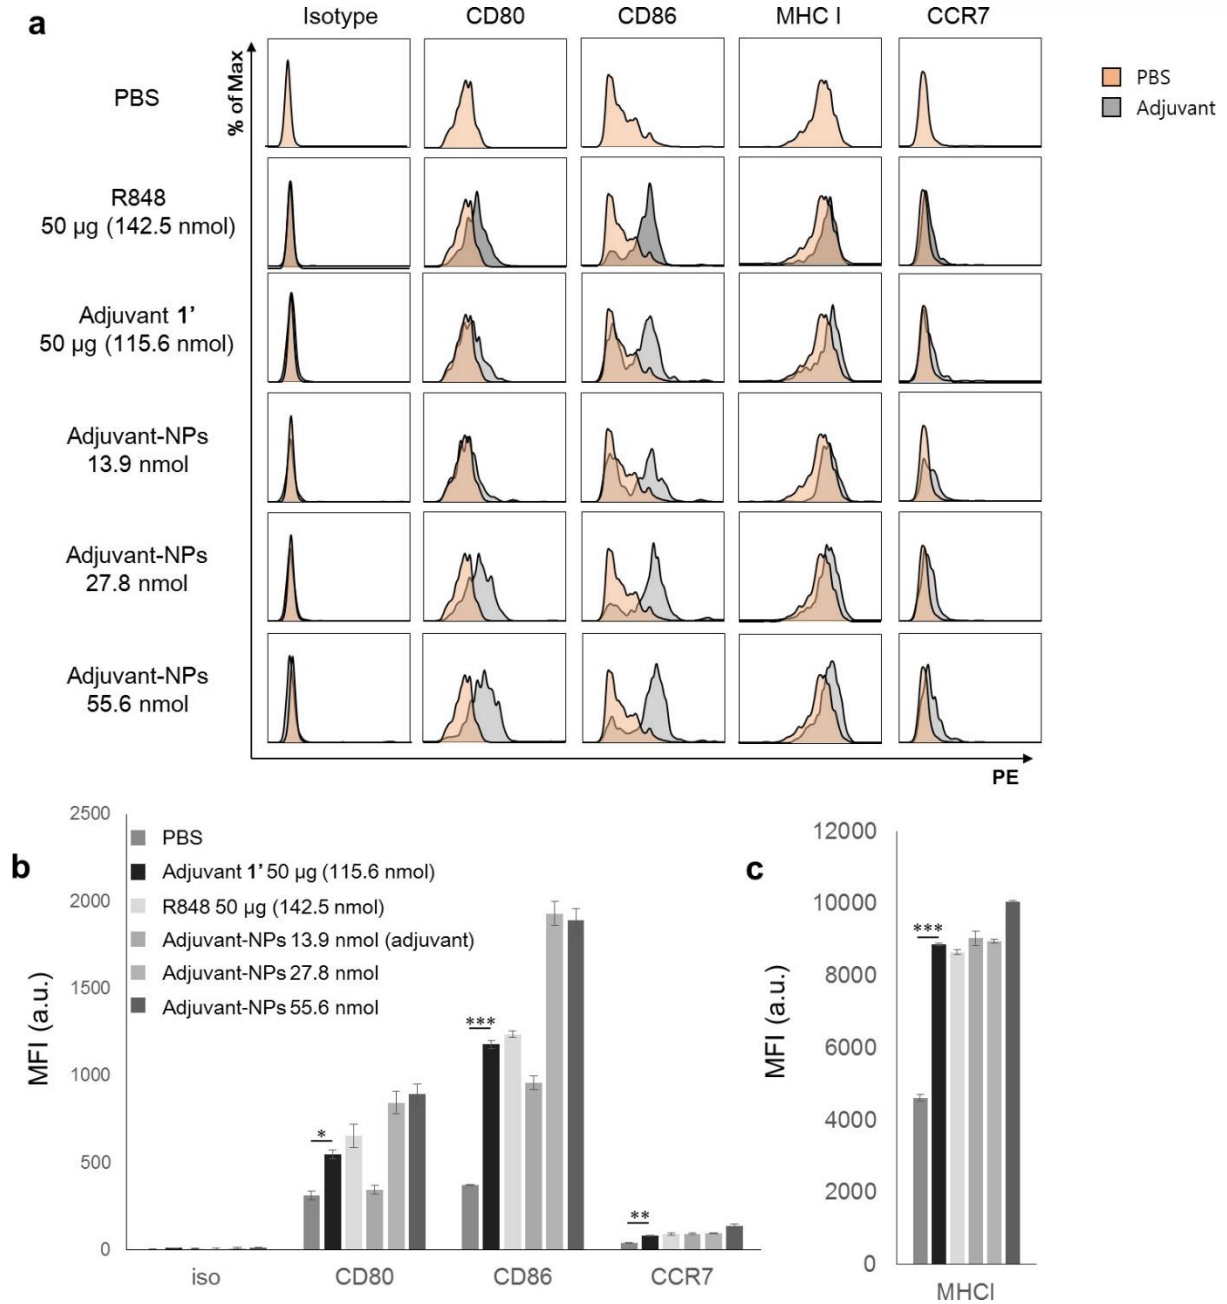 a
Isotype CD80 CD86 MHC I CCR7
% of Max
PBS
Adjuvant
PBS
R848
50 µg (142.5 nmol)
Adjuvant 1’
50 µg (115.6 nmol)
Adjuvant-NPs
13.9 nmol
Adjuvant-NPs
27.8 nmol
Adjuvant-NPs
55.6 nmol
PE
b
MFI (a.u.)
2500
2000
1500
1000
500
0
PBS
Adjuvant 1’ 50 µg (115.6 nmol)
R848 50 µg (142.5 nmol)
Adjuvant-NPs 13.9 nmol (adjuvant)
Adjuvant-NPs 27.8 nmol
Adjuvant-NPs 55.6 nmol
*
***
**
iso CD80 CD86 CCR7
c
MFI (a.u.)
12000
10000
8000
6000
4000
2000
0
***
MHCI